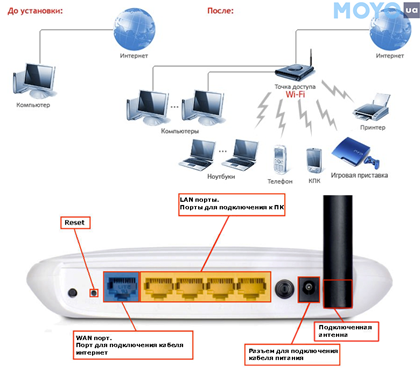 До установки:
После:
MOYO.ua
Интернет
Интернет
Компьютер
Компьютеры
Точка доступа
Wi-Fi
Принтер
Ноутбуки
Телефон
КПК
Игровая приставка
LAN порты.
Порты для подключения к ПК
Reset
WAN порт.
Порт для подключения кабеля
интернет
Разъем для подключения
кабеля питания
Подключенная
антенна